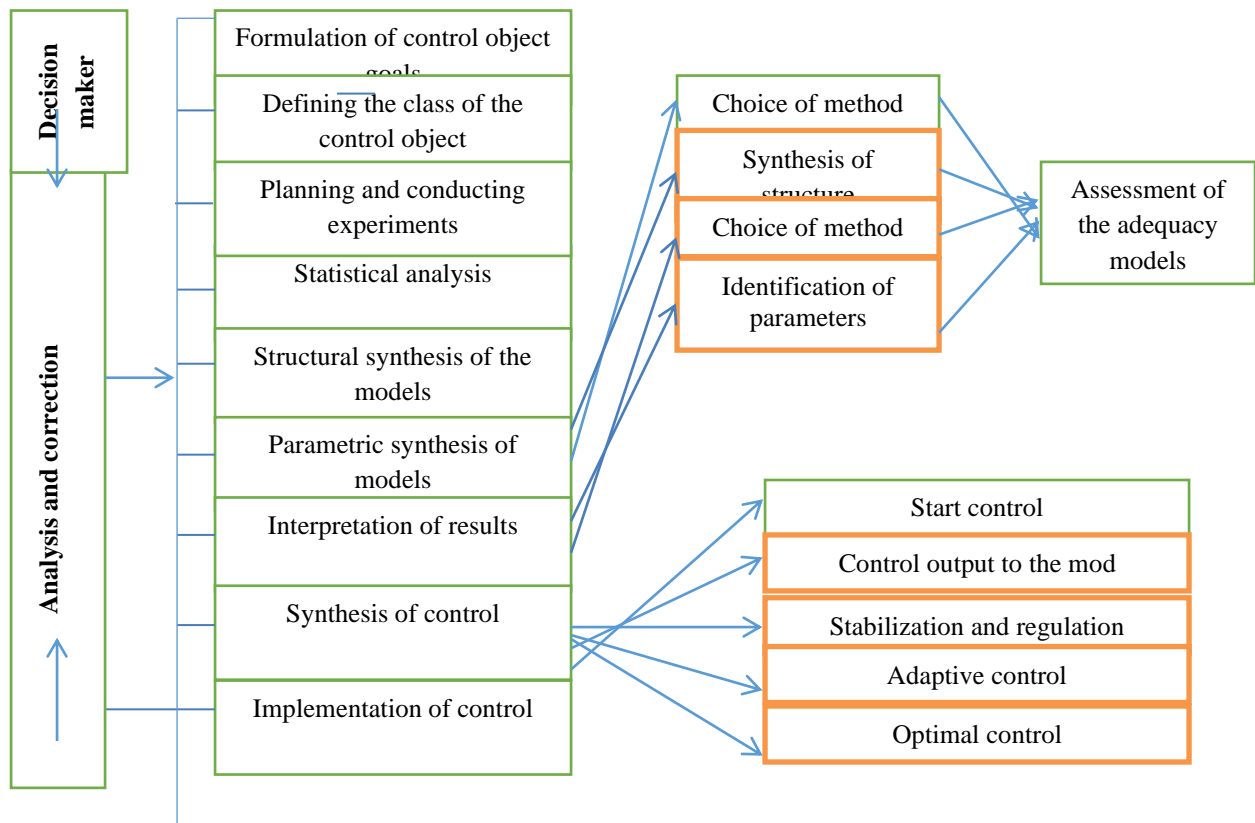 Decision
maker
Analysis and correction
Formulation of control object
goals
Defining the class of the
control object
Planning and conducting
experiments
Statistical analysis
Structural synthesis of the
models
Parametric synthesis of
models
Interpretation of results
Synthesis of control
Implementation of control
Choice of method
Synthesis of
structure
Choice of method
Identification of
parameters
Assessment of
the adequacy
models
Start control
Control output to the mod
Stabilization and regulation
Adaptive control
Optimal control